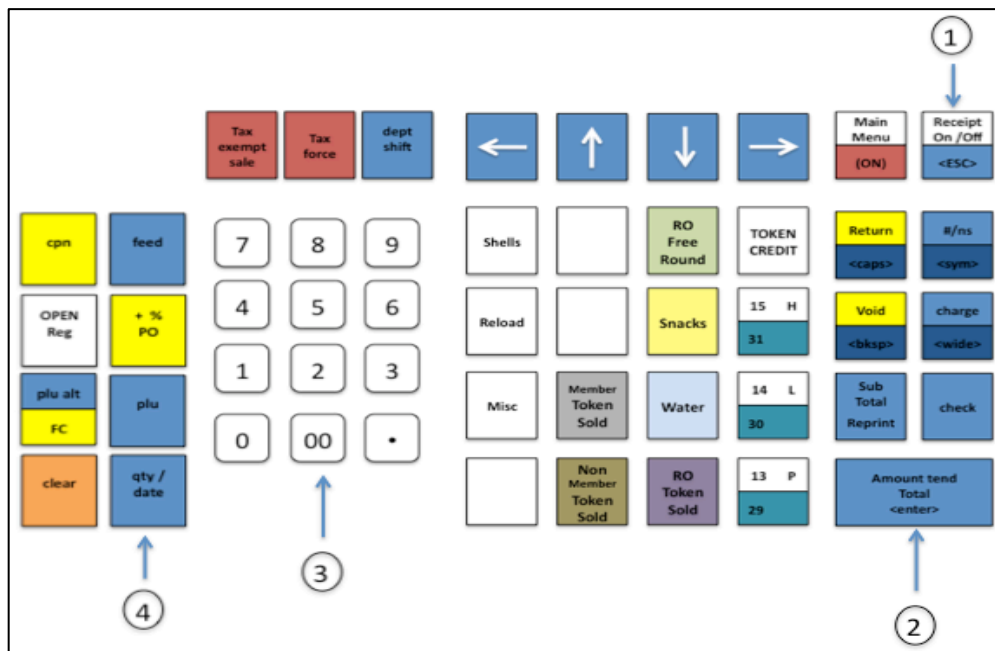 1
Tax
exempt
sale
Tax
force
dept
shift
Main
Menu
(ON)
Receipt
On /Off
<ESC>
cpn
feed
7
8
9
Shells
RO
Free
Round
TOKEN
CREDIT
Return
<caps>
#/ns
<sym>
OPEN
Reg
+ %
PO
4
5
6
Reload
Snacks
15 H
31
Void
<bksp>
charge
<wide>
plu alt
FC
plu
1
2
3
Misc
Member
Token
Sold
Water
14 L
30
Sub
Total
Reprint
check
clear
qty /
date
0
00
•
Non
Member
Token
Sold
RO
Token
Sold
13 P
29
Amount tend
Total
<enter>
4
3
2